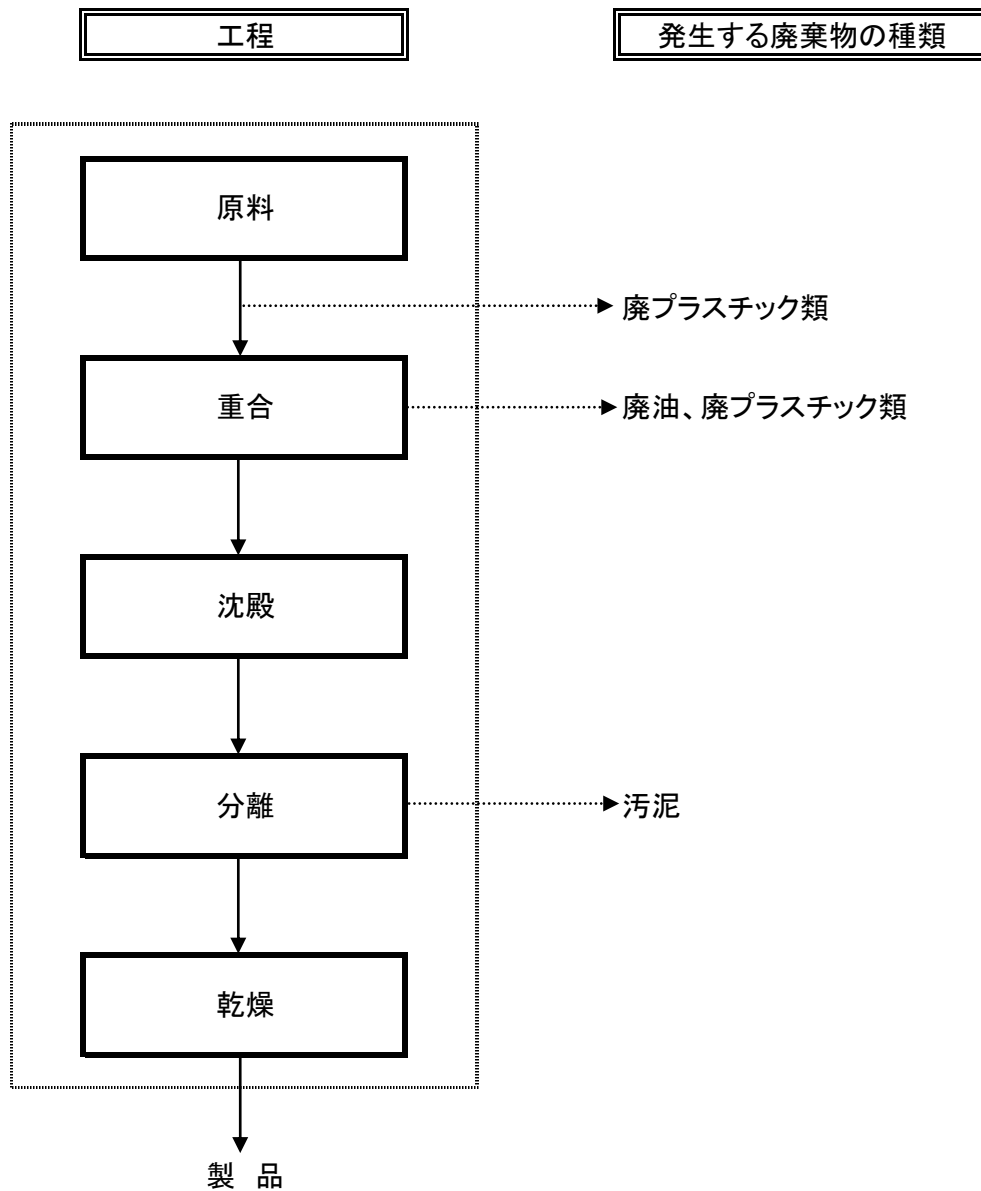 工程
発生する廃棄物の種類
原料
廃プラスチック類
重合
廃油、廃プラスチック類
沈殿
分離
汚泥
乾燥
製 品